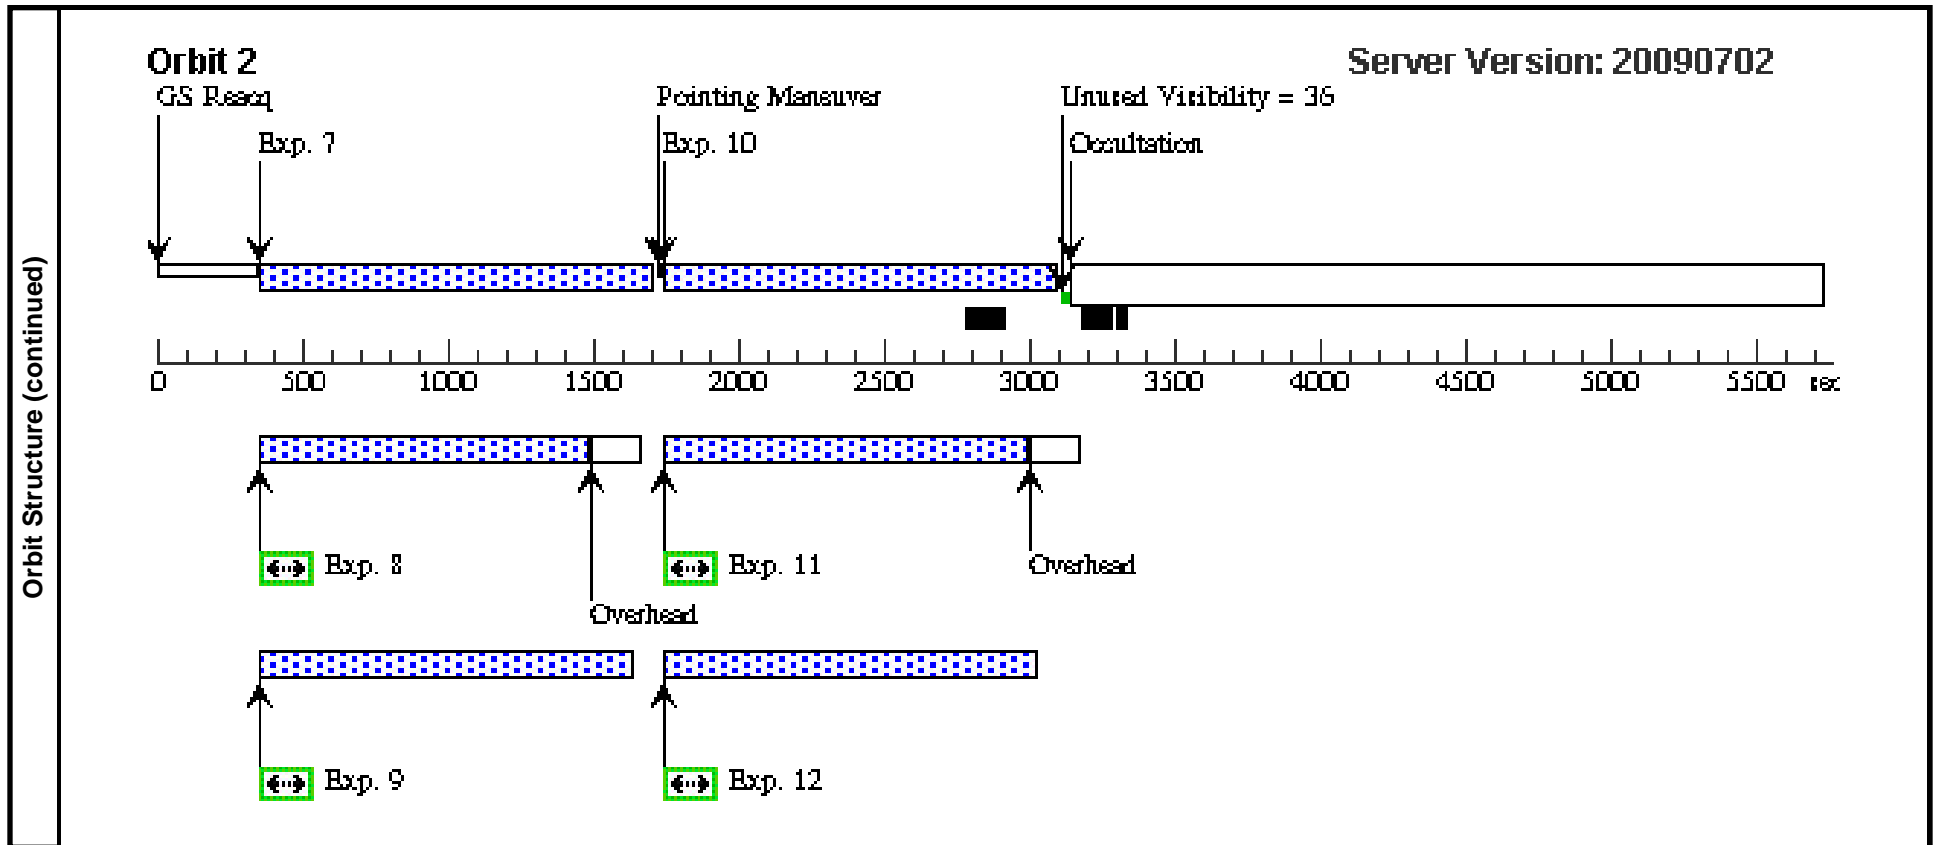 Orbit Structure (continued)
Orbit 2
Server Version: 20090702
GS Reacq
Pointing Maneuver
Unused Visibility = 36
Exp. 7
Exp. 10
Occultation
0 500 1000 1500 2000 2500 3000 3500 4000 4500 5000 5500 sec
Exp. 8
Exp. 11
Overhead
Overhead
Exp. 9
Exp. 12